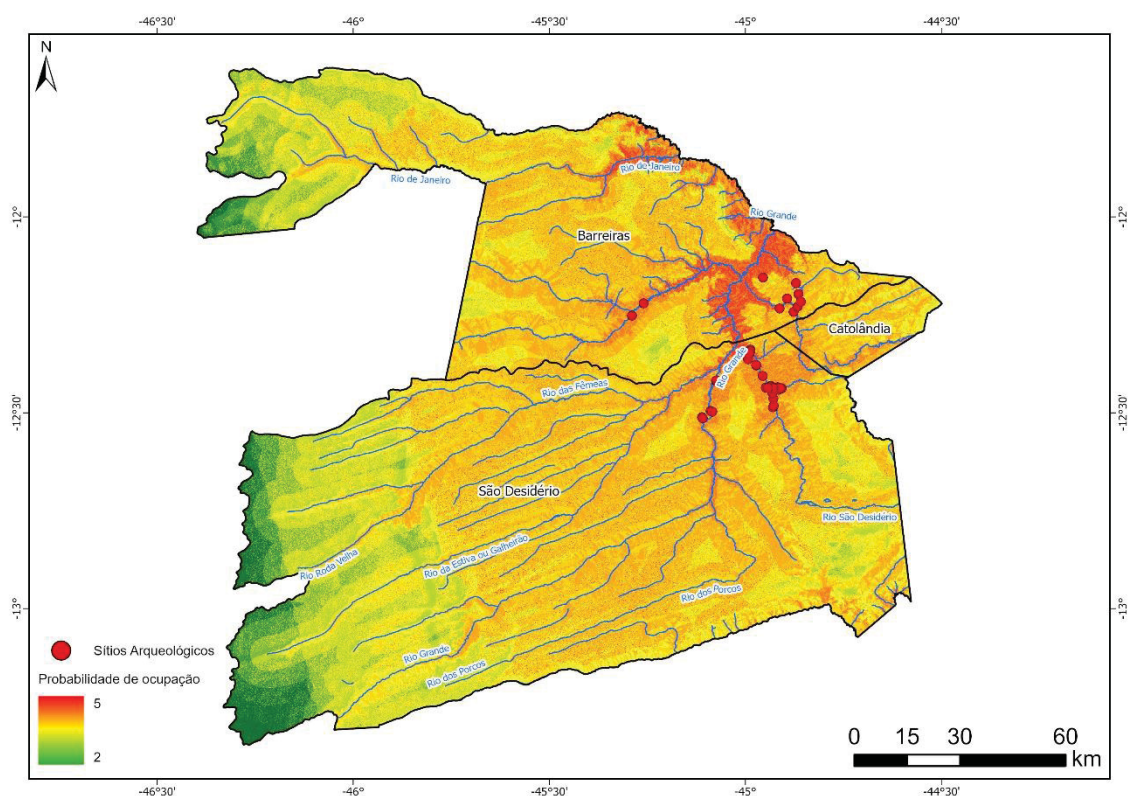 -46°30'
-46°
-45°30'
-45°
-44°30'
N
Rio de Janeiro
Rio de Janeiro
-12°
-12°
Rio Grande
Barreiras
Catolândia
Rio Grande
Rio das Fêmeas
-12°30'
-12°30'
São Desidério
Rio São Desidério
Rio da Estiva ou Galheirão
Rio Roda Velha
Rio dos Porcos
-13°
-13°
Sítios Arqueológicos
Rio Grande
Rio dos Porcos
Probabilidade de ocupação
5
2
0 15 30 60
km
-46°30'
-46°
-45°30'
-45°
-44°30'